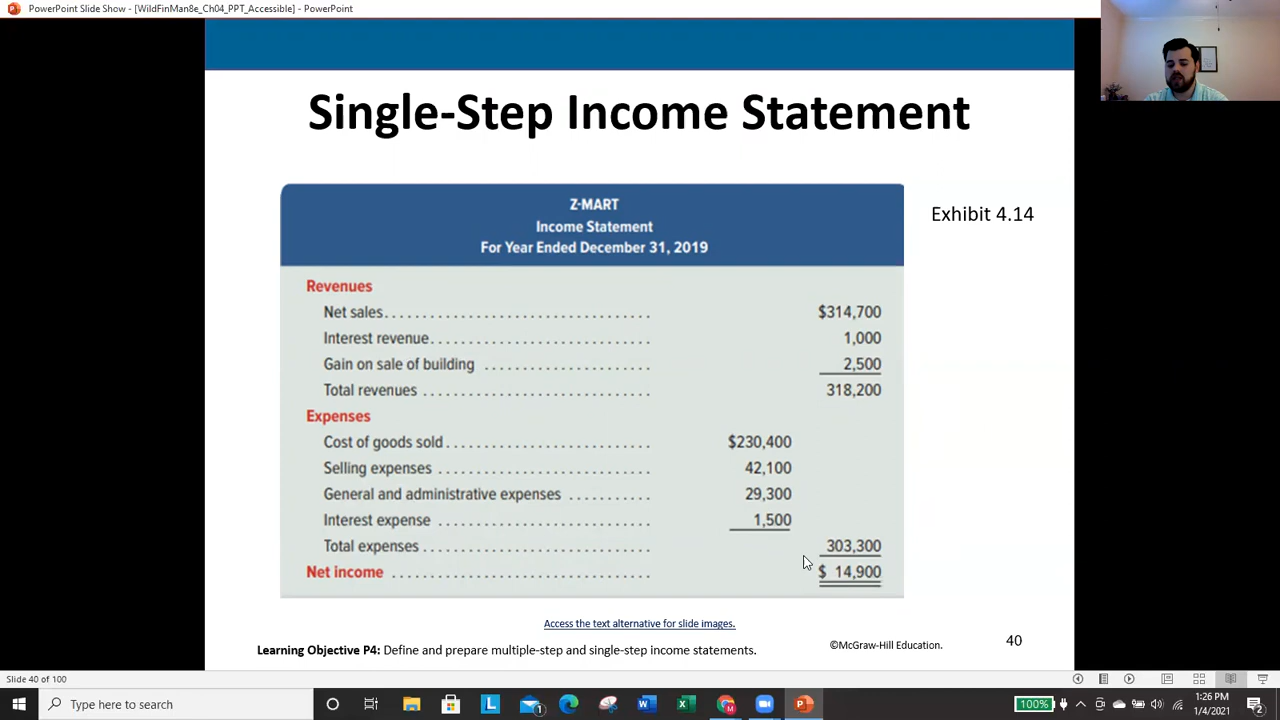 PowerPoint Slide Show - [WildFinMan8e_Ch04_PPT_Accessible] - PowerPoint
Single-Step Income Statement
Z-MART
Income Statement
For Year Ended December 31, 2019
Exhibit 4.14
Revenues
Net sales $314,700
Interest revenue 1,000
Gain on sale of building 2,500
Total revenues 318,200
Expenses
Cost of goods sold $230,400
Selling expenses 42,100
General and administrative expenses 29,300
Interest expense 1,500
Total expenses 303,300
Net income $ 14,900
Access the text alternative for slide images.
Learning Objective P4: Define and prepare multiple-step and single-step income statements.
©McGraw-Hill Education.
40
Slide 40 of 100
Type here to search
100%
1:26 PM
1/4/2021